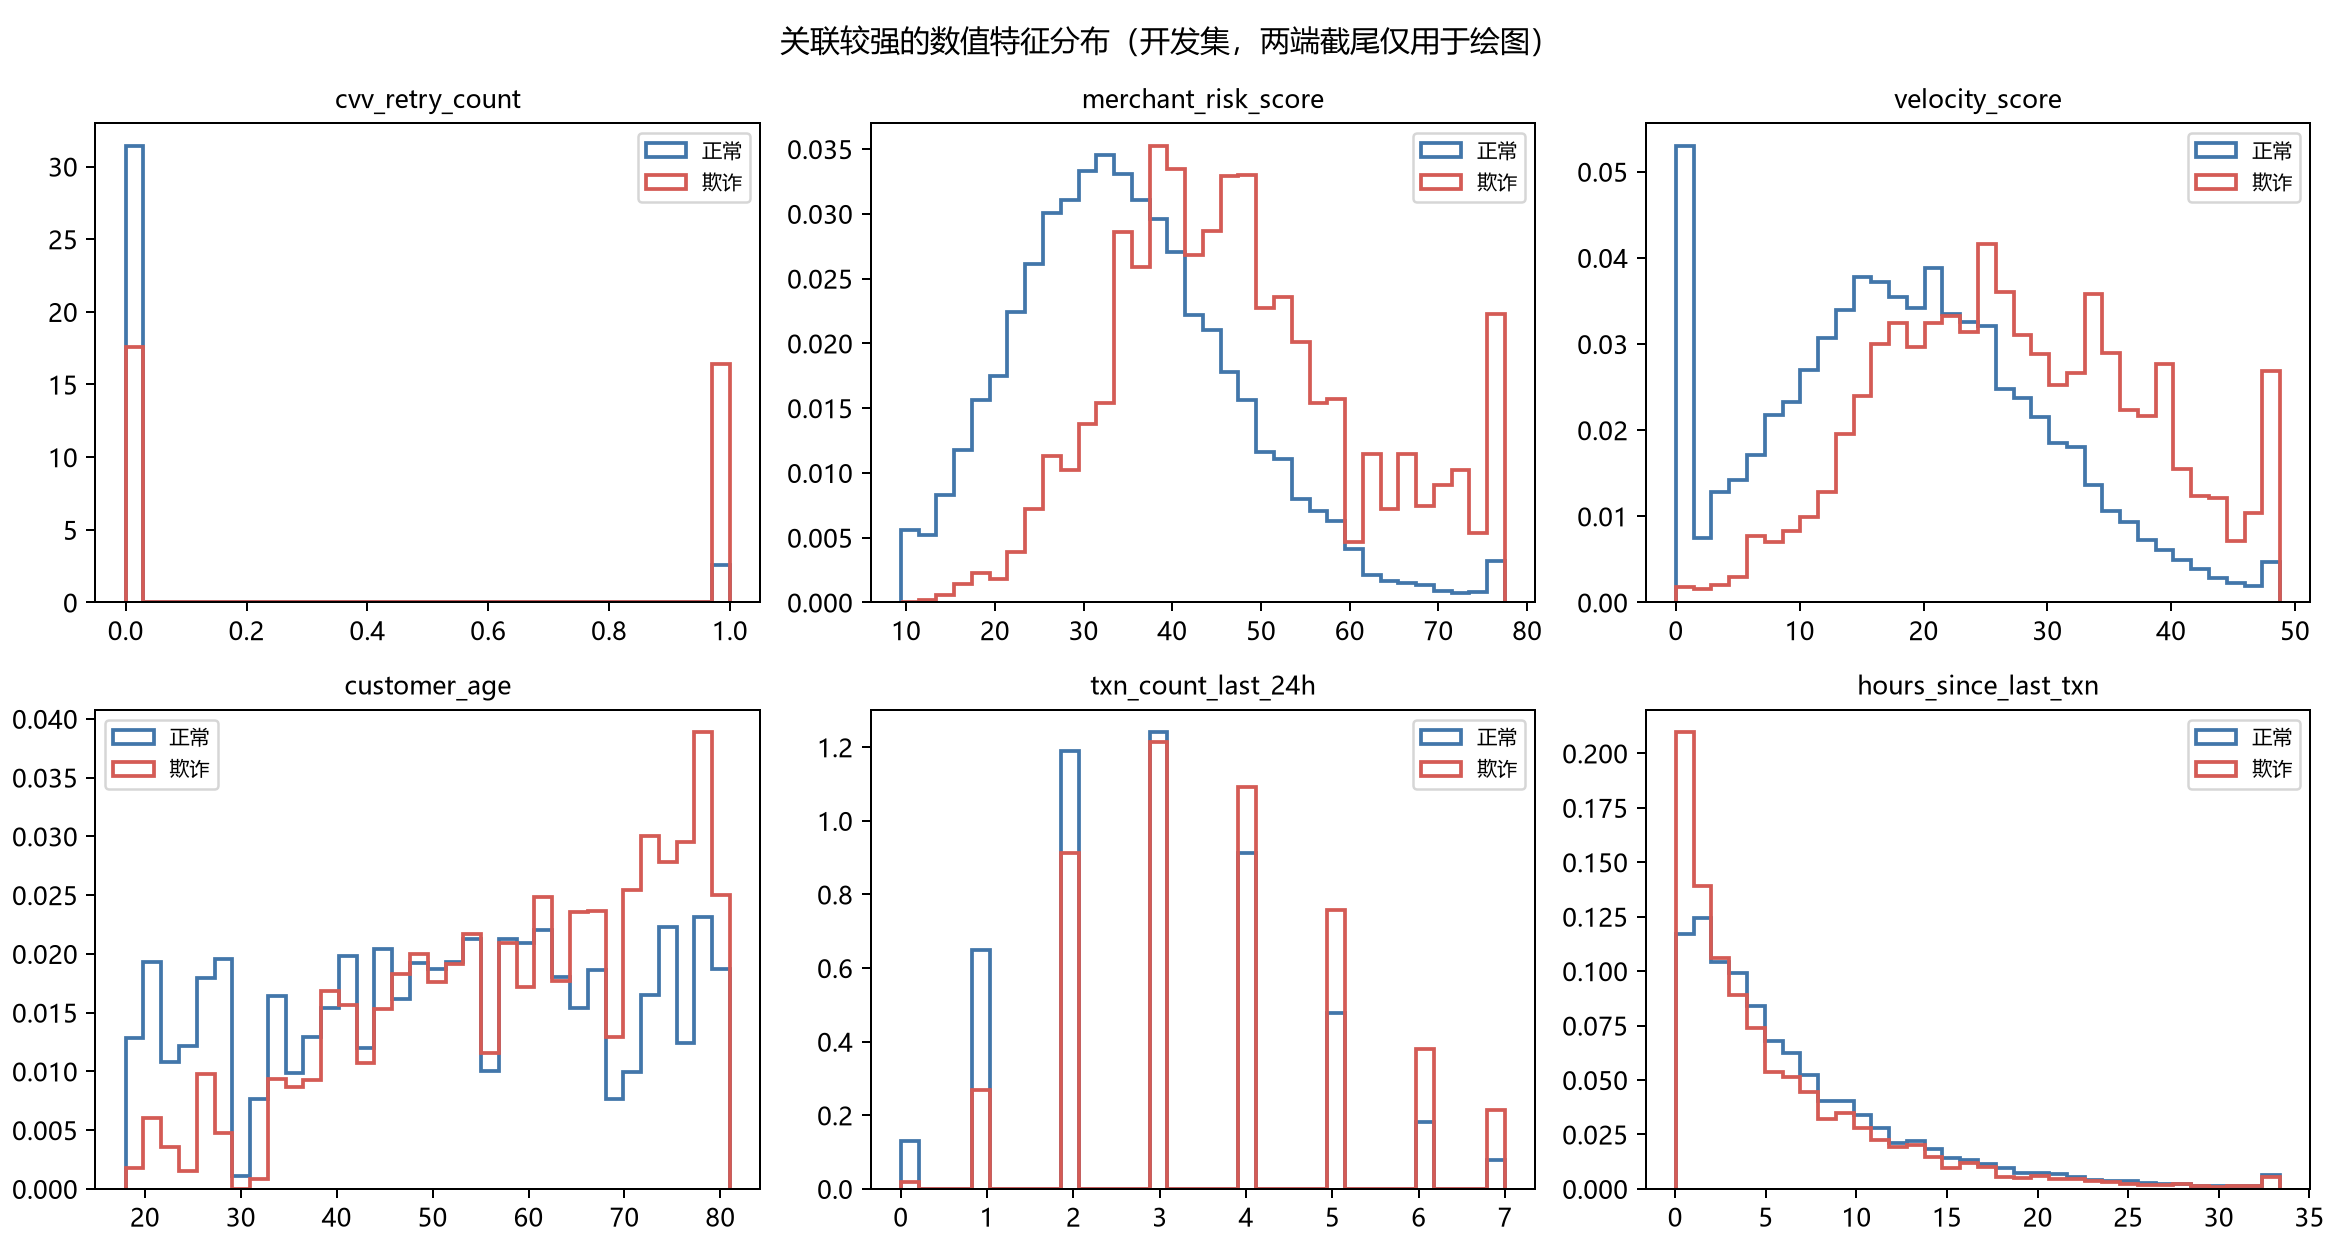 关联较强的数值特征分布（开发集，两端截尾仅用于绘图）
cvv_retry_count
正常
欺诈
30
25
20
15
10
5
0
0.0 0.2 0.4 0.6 0.8 1.0
merchant_risk_score
正常
欺诈
0.035
0.030
0.025
0.020
0.015
0.010
0.005
0.000
10 20 30 40 50 60 70 80
velocity_score
正常
欺诈
0.05
0.04
0.03
0.02
0.01
0.00
0 10 20 30 40 50
customer_age
正常
欺诈
0.040
0.035
0.030
0.025
0.020
0.015
0.010
0.005
0.000
20 30 40 50 60 70 80
txn_count_last_24h
正常
欺诈
1.2
1.0
0.8
0.6
0.4
0.2
0.0
0 1 2 3 4 5 6 7
hours_since_last_txn
正常
欺诈
0.200
0.175
0.150
0.125
0.100
0.075
0.050
0.025
0.000
0 5 10 15 20 25 30 35